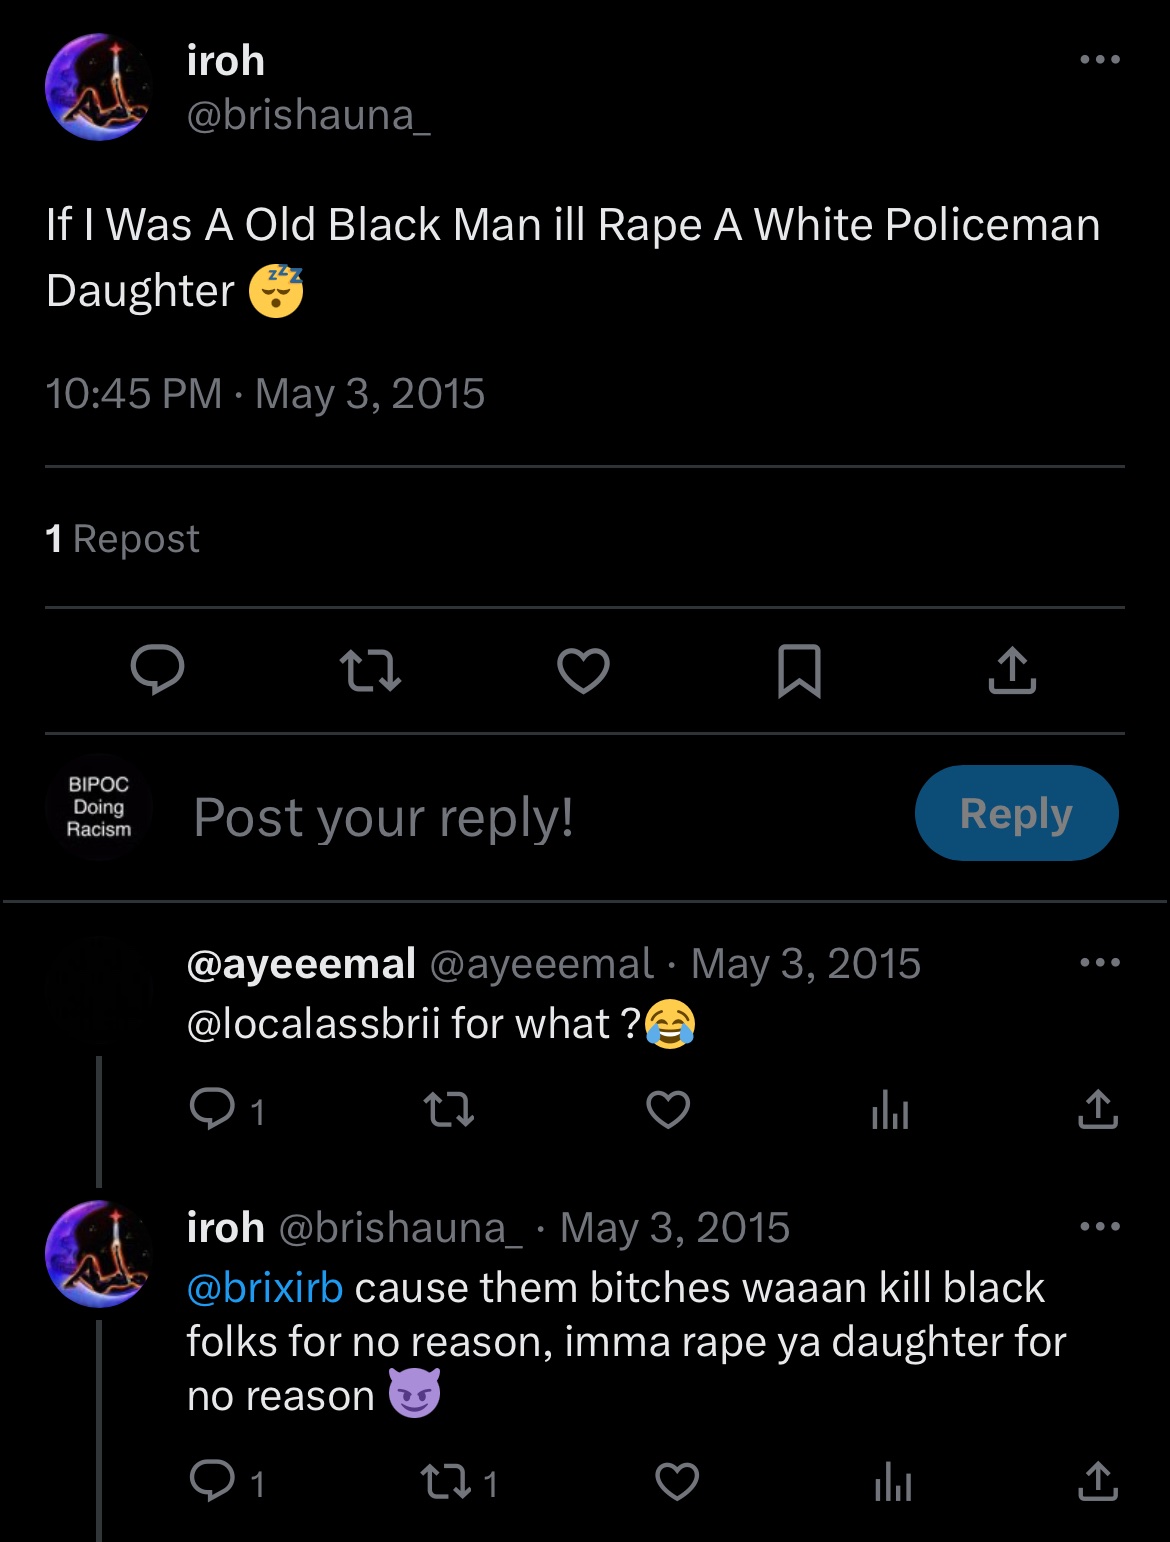 iroh
@brishauna_
If I Was A Old Black Man ill Rape A White Policeman
Daughter 😴
10:45 PM · May 3, 2015
1 Repost
BIPOC
Doing
Racism
Post your reply!
Reply
@ayeeemal @ayeeemal · May 3, 2015
@localassbrii for what ?😂
1
iroh @brishauna_ · May 3, 2015
@brixirb cause them bitches waaan kill black
folks for no reason, imma rape ya daughter for
no reason 😈
1 1